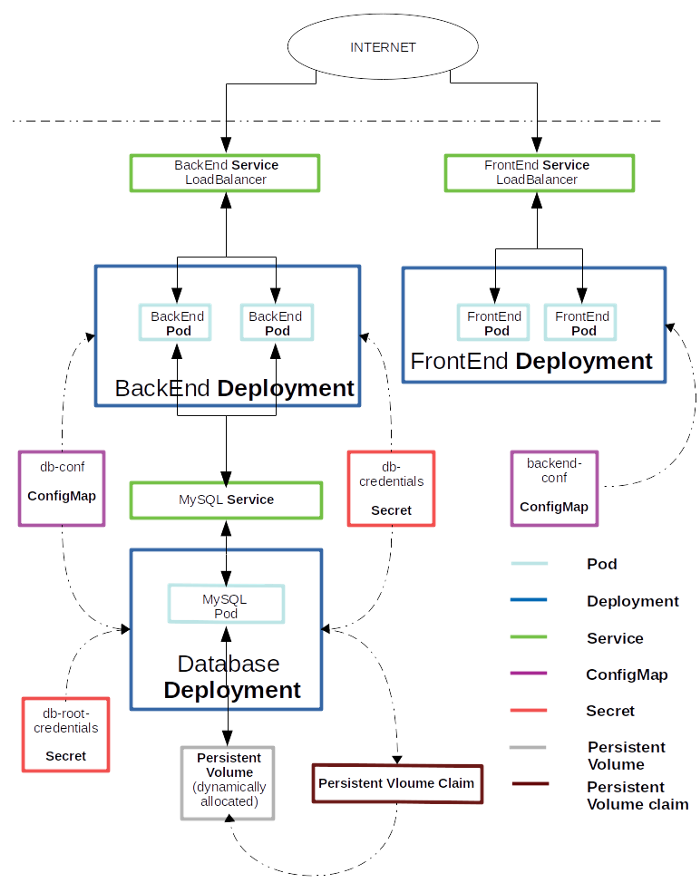 INTERNET
BackEnd Service
LoadBalancer
FrontEnd Service
LoadBalancer
BackEnd
Pod
BackEnd
Pod
BackEnd Deployment
FrontEnd
Pod
FrontEnd
Pod
FrontEnd Deployment
db-conf
ConfigMap
db-
credentials
Secret
backend-
conf
ConfigMap
MySQL Service
MySQL
Pod
Database
Deployment
db-root-
credentials
Secret
Persistent
Volume
(dynamically
allocated)
Persistent Vloume Claim
Pod
Deployment
Service
ConfigMap
Secret
Persistent
Volume
Persistent
Volume claim